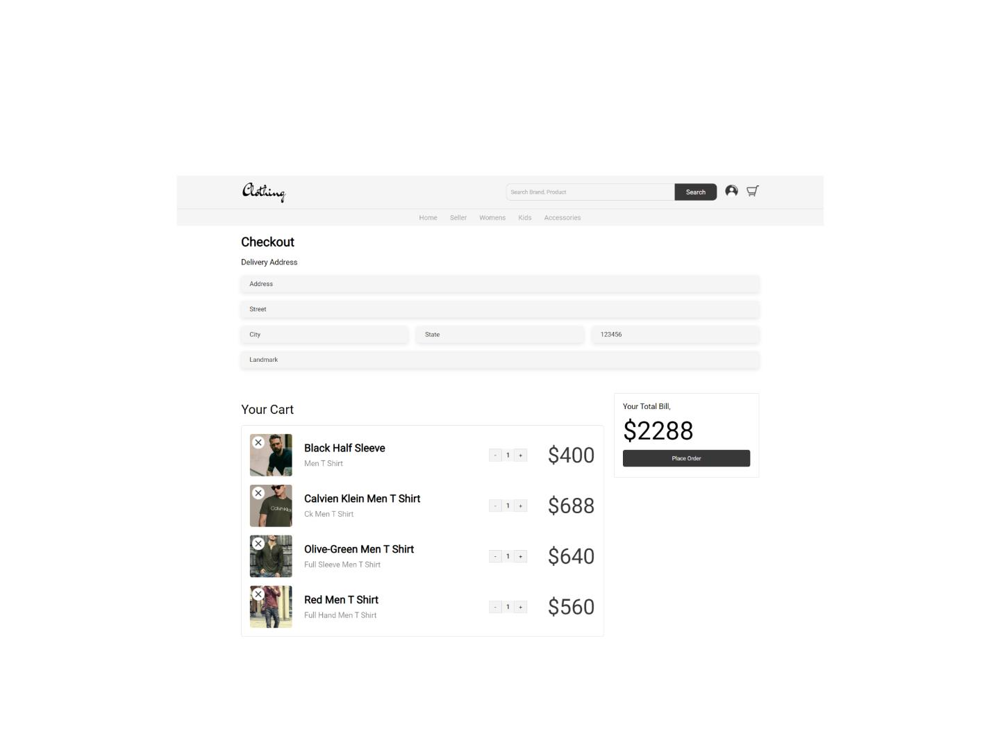 Clothing
Search Brand, Product
Search
Home Seller Womens Kids Accessories
Checkout
Delivery Address
Address
Street
City State 123456
Landmark
Your Cart
Black Half Sleeve
Men T Shirt
- 1 +
$400
Calvien Klein Men T Shirt
Ck Men T Shirt
- 1 +
$688
Olive-Green Men T Shirt
Full Sleeve Men T Shirt
- 1 +
$640
Red Men T Shirt
Full Hand Men T Shirt
- 1 +
$560
Your Total Bill,
$2288
Place Order